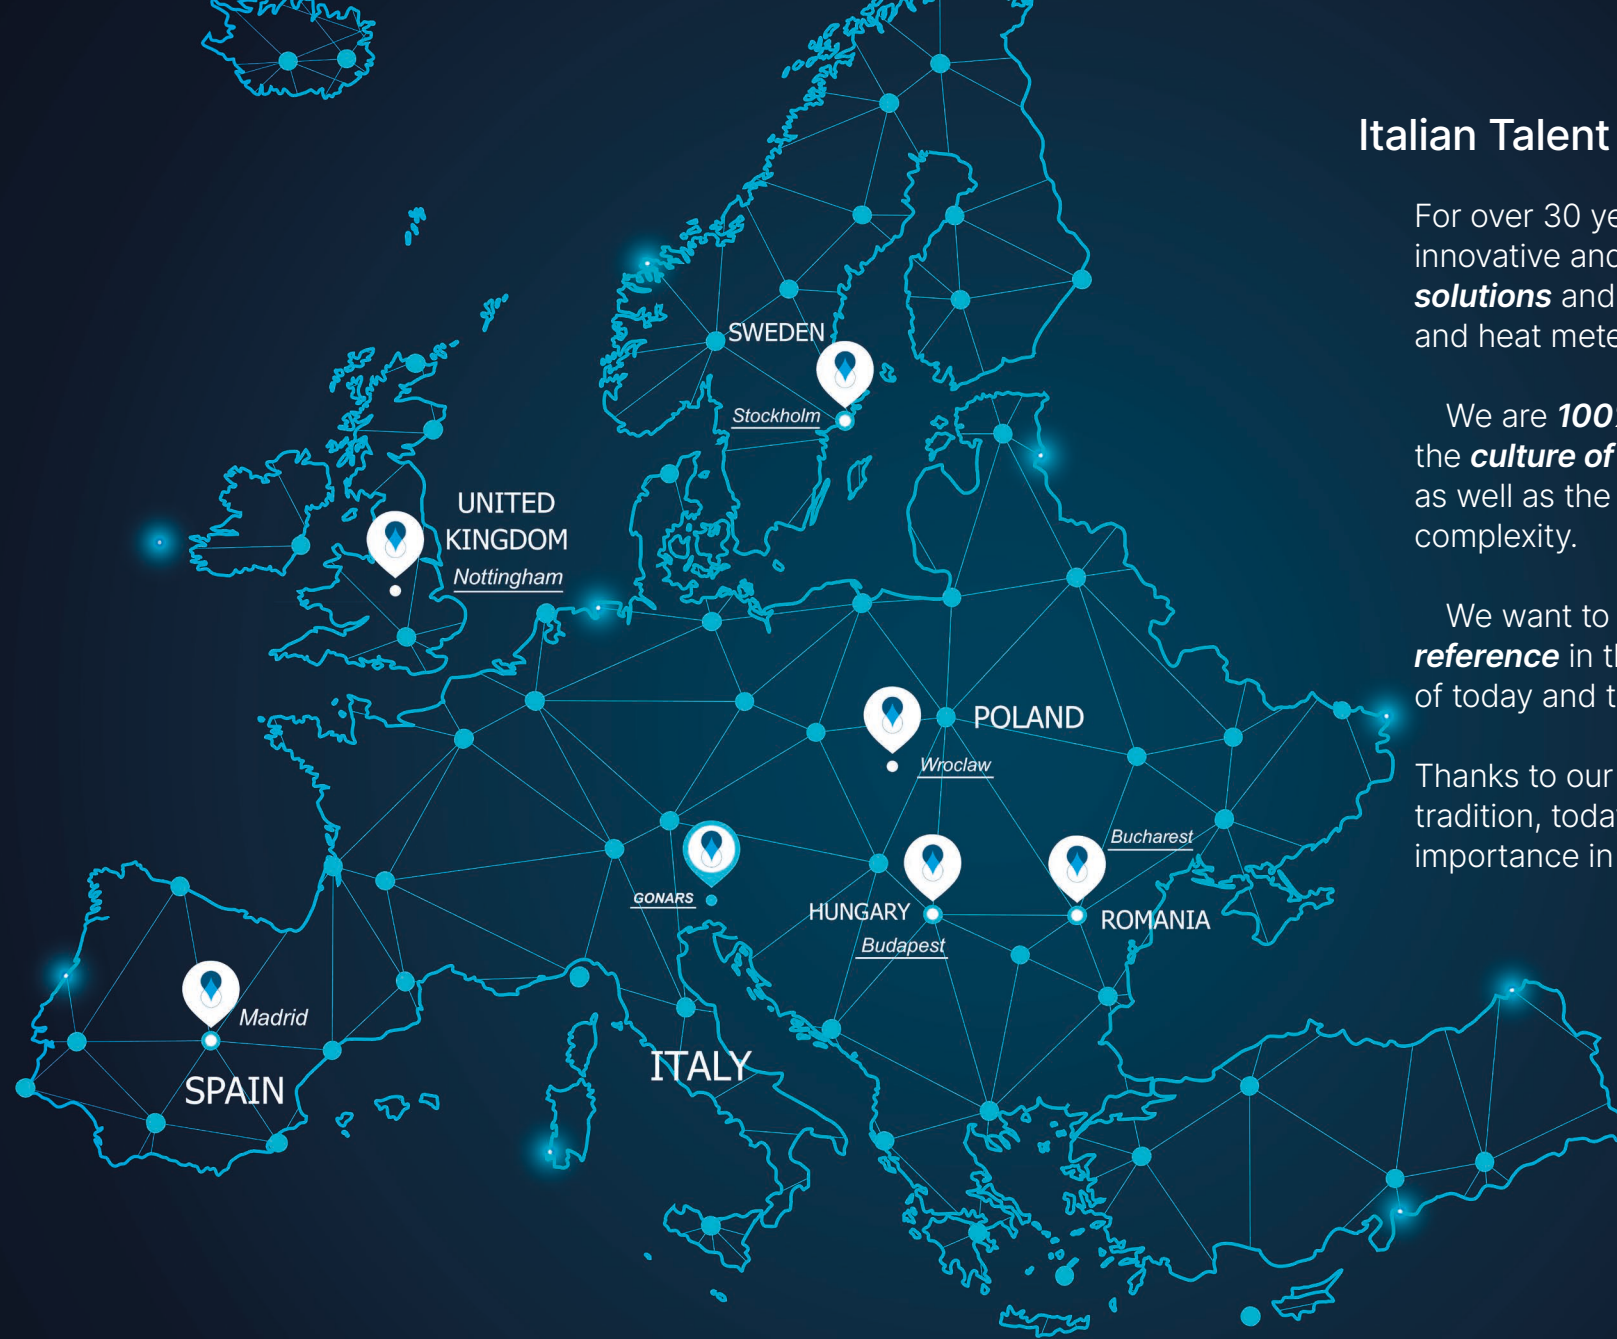 SWEDEN
Stockholm
UNITED
KINGDOM
Nottingham
POLAND
Wroclaw
Bucharest
GONARS
HUNGARY
ROMANIA
Budapest
Madrid
SPAIN
ITALY
Italian Talent
For over 30 ye
innovative and
solutions and
and heat mete
We are 100%
the culture of
as well as the
complexity.
We want to
reference in th
of today and t
Thanks to our
tradition, toda
importance in